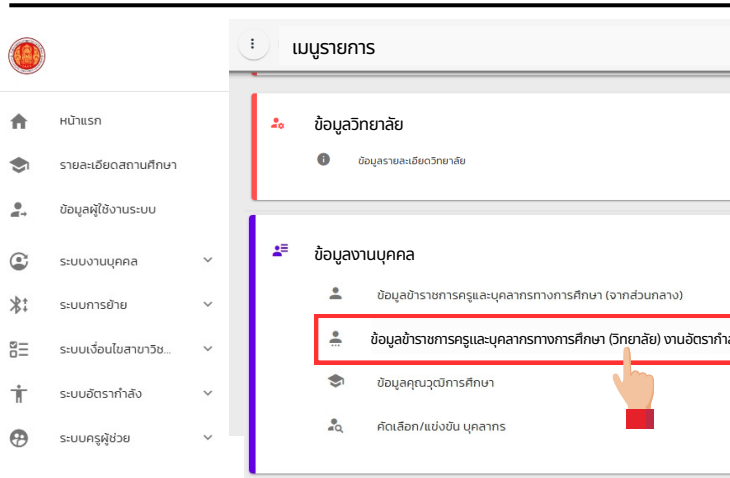 เมนูรายการ
หน้าแรก
รายละเอียดสถานศึกษา
ข้อมูลผู้ใช้งานระบบ
ระบบงานบุคคล
ระบบการย้าย
ระบบเงื่อนไขสาขาวิช...
ระบบอัตรากำลัง
ระบบครูผู้ช่วย
ข้อมูลวิทยาลัย
ข้อมูลรายละเอียดวิทยาลัย
ข้อมูลงานบุคคล
ข้อมูลข้าราชการครูและบุคลากรทางการศึกษา (จากส่วนกลาง)
ข้อมูลข้าราชการครูและบุคลากรทางการศึกษา (วิทยาลัย) งานอัตรากำล
ข้อมูลคุณวุฒิการศึกษา
คัดเลือก/แข่งขัน บุคลากร